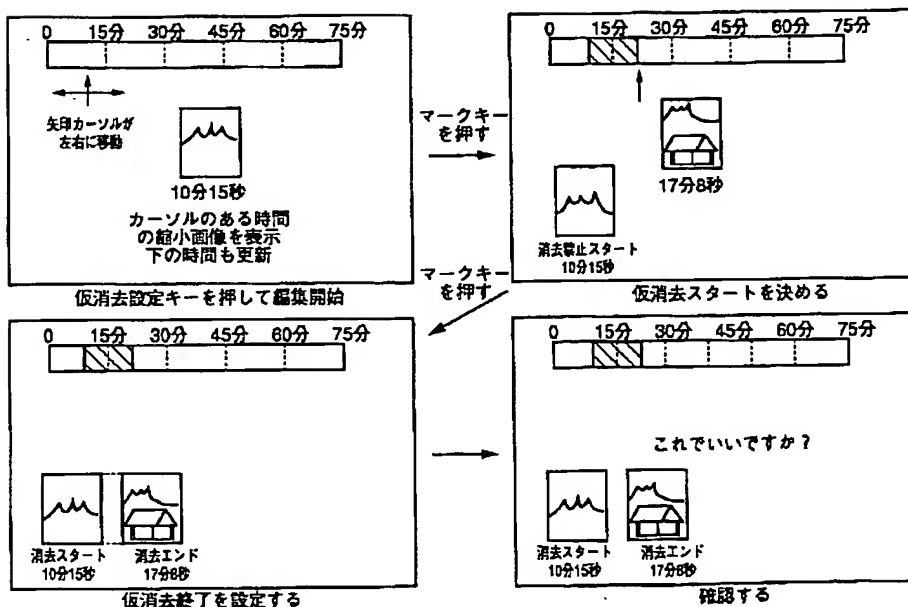 0 15分 30分 45分 60分 75分
矢印カーソルが
左右に移動
10分15秒
カーソルのある時間
の縮小画像を表示
下の時間も更新
仮消去設定キーを押して編集開始
マークキー
を押す
0 15分 30分 45分 60分 75分
17分8秒
消去禁止スタート
10分15秒
仮消去スタートを決める
マークキー
を押す
0 15分 30分 45分 60分 75分
消去スタート 消去エンド
10分15秒 17分8秒
仮消去終了を設定する
0 15分 30分 45分 60分 75分
これでいいですか？
消去スタート 消去エンド
10分15秒 17分8秒
確認する